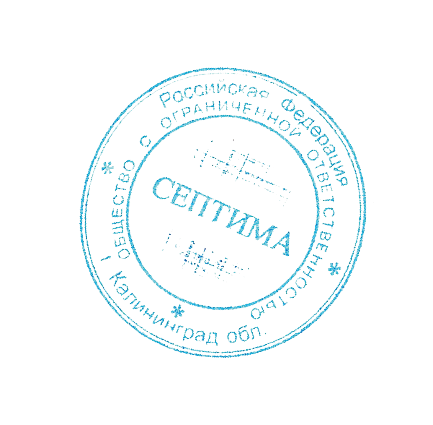 Российская Федерация
ОБЩЕСТВО С ОГРАНИЧЕННОЙ ОТВЕТСТВЕННОСТЬЮ
СЕПТИМА
Калининград обл.